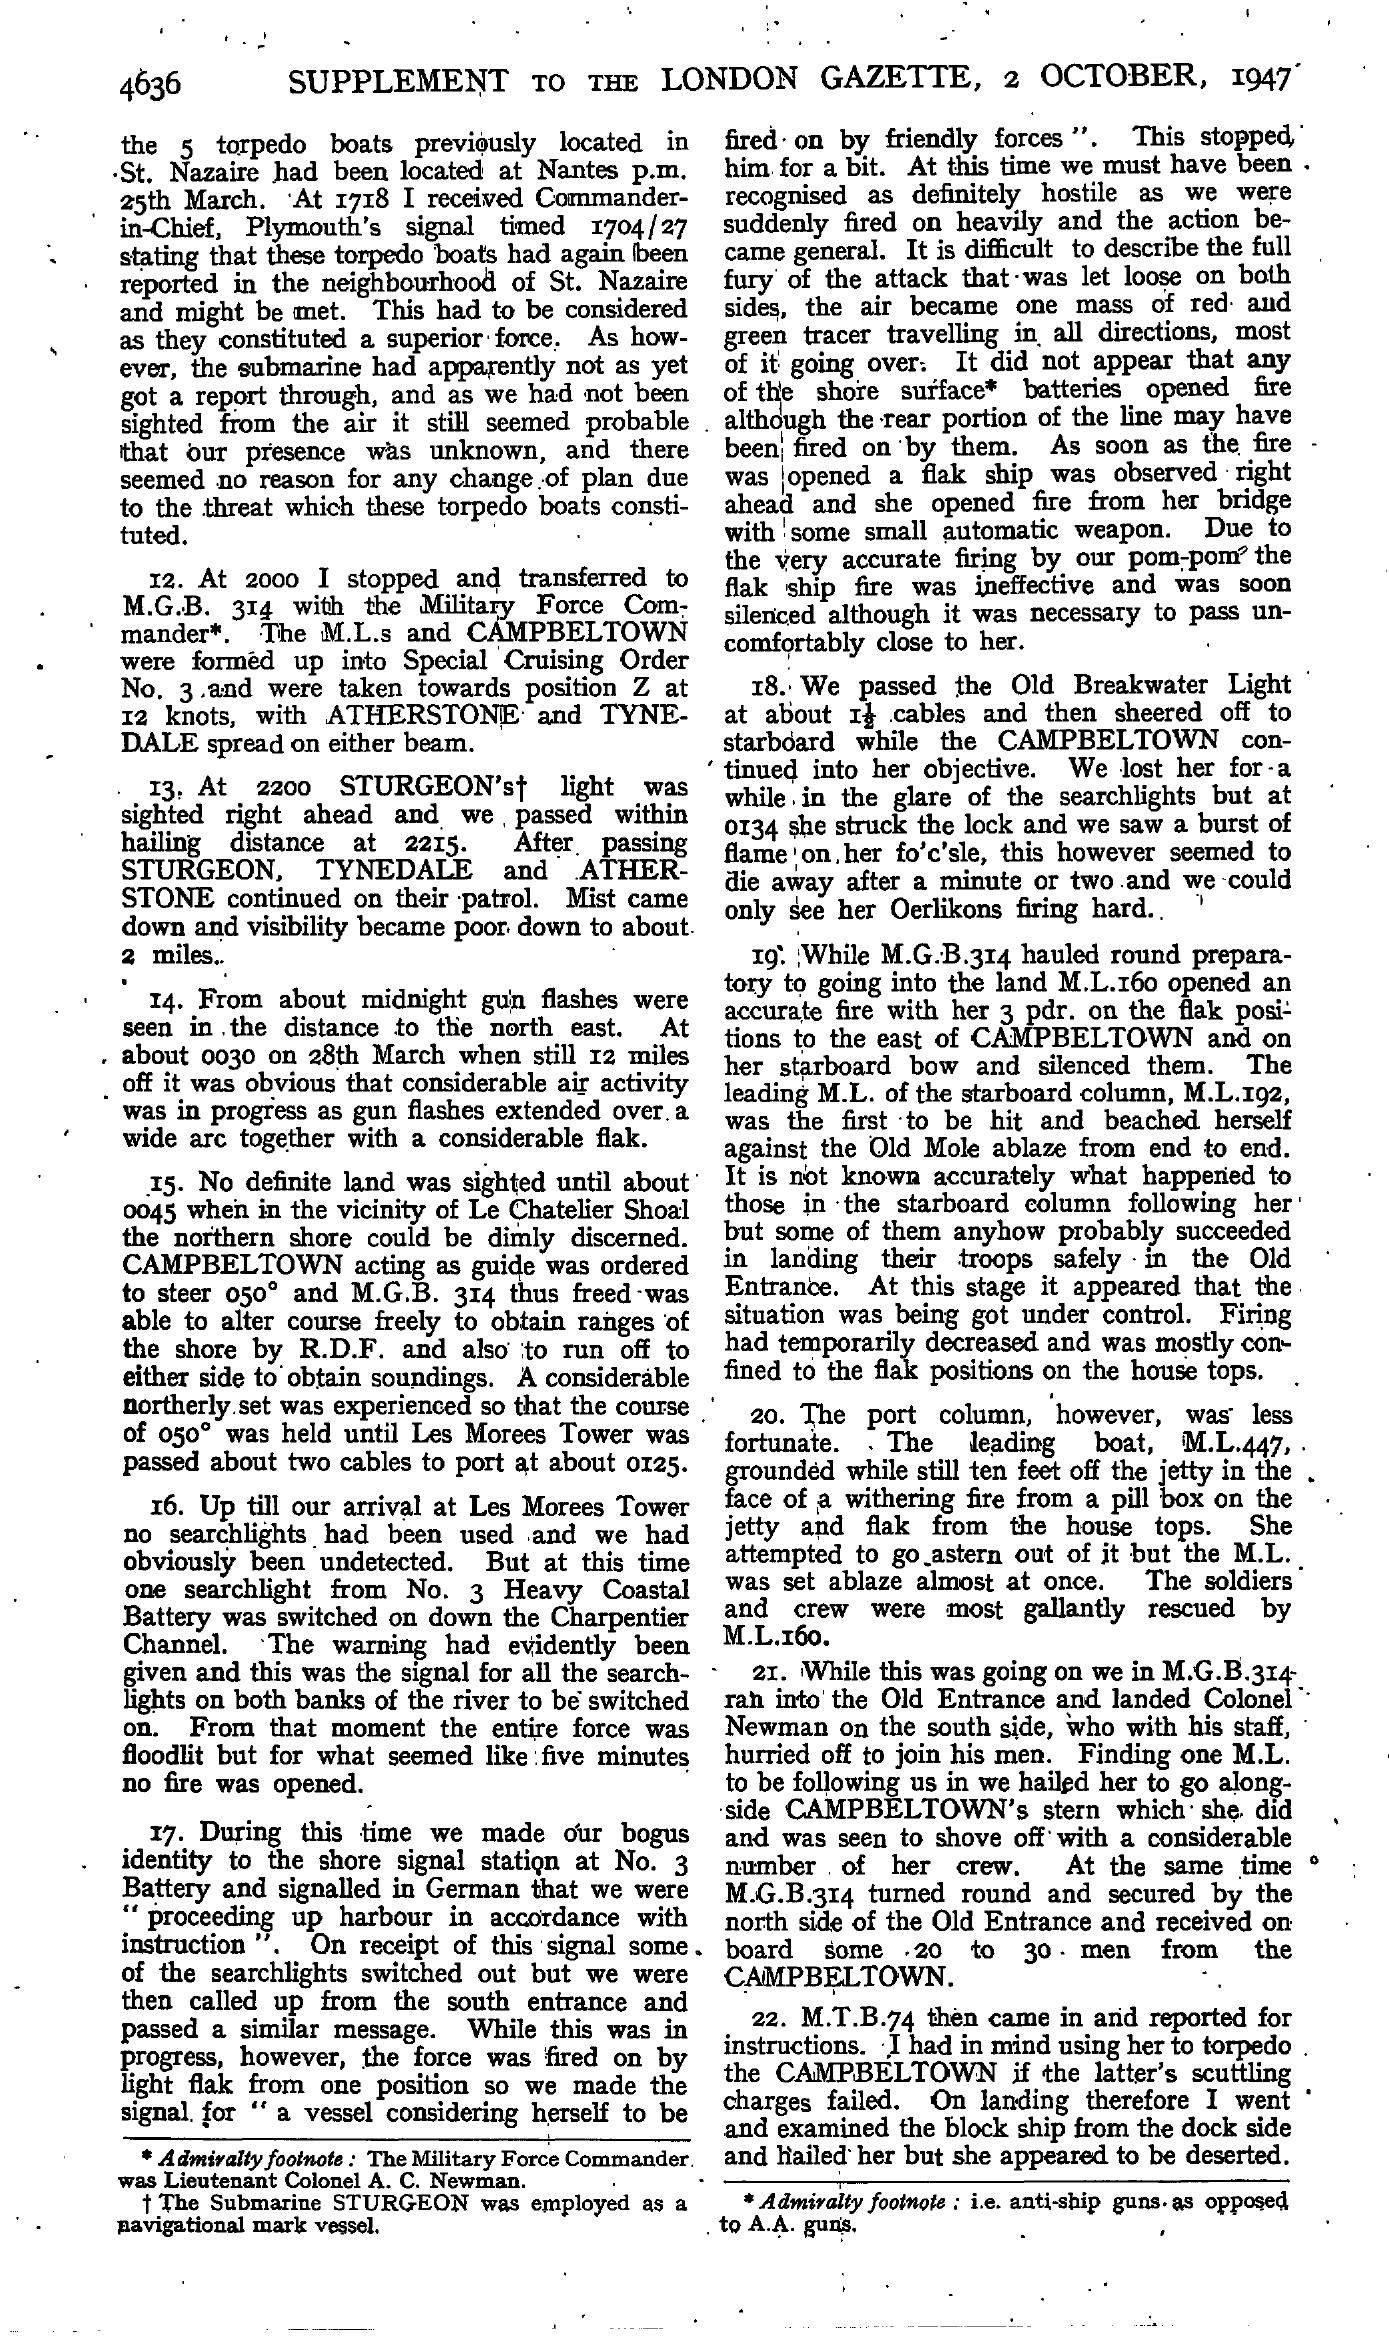 4636 SUPPLEMENT TO THE LONDON GAZETTE, 2 OCTOBER, 1947
the 5 torpedo boats previously located in
St. Nazaire had been located at Nantes p.m.
25th March. At 1718 I received Commander-
in-Chief, Plymouth's signal timed 1704/27
stating that these torpedo boats had again been
reported in the neighbourhood of St. Nazaire
and might be met. This had to be considered
as they constituted a superior force. As how-
ever, the submarine had apparently not as yet
got a report through, and as we had not been
sighted from the air it still seemed probable
that our presence was unknown, and there
seemed no reason for any change of plan due
to the threat which these torpedo boats consti-
tuted.
12. At 2000 I stopped and transferred to
M.G.B. 314 with the Military Force Com-
mander*. The M.L.s and CAMPBELTOWN
were formed up into Special Cruising Order
No. 3 and were taken towards position Z at
12 knots, with ATHERSTONE and TYNE-
DALE spread on either beam.
13. At 2200 STURGEON's† light was
sighted right ahead and we passed within
hailing distance at 2215. After passing
STURGEON, TYNEDALE and ATHER-
STONE continued on their patrol. Mist came
down and visibility became poor down to about
2 miles.
14. From about midnight gun flashes were
seen in the distance to the north east. At
about 0030 on 28th March when still 12 miles
off it was obvious that considerable air activity
was in progress as gun flashes extended over a
wide arc together with a considerable flak.
15. No definite land was sighted until about
0045 when in the vicinity of Le Chatelier Shoal
the northern shore could be dimly discerned.
CAMPBELTOWN acting as guide was ordered
to steer 050° and M.G.B. 314 thus freed was
able to alter course freely to obtain ranges of
the shore by R.D.F. and also to run off to
either side to obtain soundings. A considerable
northerly set was experienced so that the course
of 050° was held until Les Morees Tower was
passed about two cables to port at about 0125.
16. Up till our arrival at Les Morees Tower
no searchlights had been used and we had
obviously been undetected. But at this time
one searchlight from No. 3 Heavy Coastal
Battery was switched on down the Charpentier
Channel. The warning had evidently been
given and this was the signal for all the search-
lights on both banks of the river to be switched
on. From that moment the entire force was
floodlit but for what seemed like five minutes
no fire was opened.
17. During this time we made our bogus
identity to the shore signal station at No. 3
Battery and signalled in German that we were
“ proceeding up harbour in accordance with
instruction ”. On receipt of this signal some
of the searchlights switched out but we were
then called up from the south entrance and
passed a similar message. While this was in
progress, however, the force was fired on by
light flak from one position so we made the
signal for “ a vessel considering herself to be
* Admiralty footnote : The Military Force Commander
was Lieutenant Colonel A. C. Newman.
† The Submarine STURGEON was employed as a
navigational mark vessel.
fired on by friendly forces ”. This stopped
him for a bit. At this time we must have been
recognised as definitely hostile as we were
suddenly fired on heavily and the action be-
came general. It is difficult to describe the full
fury of the attack that was let loose on both
sides, the air became one mass of red and
green tracer travelling in all directions, most
of it going over. It did not appear that any
of the shore surface* batteries opened fire
although the rear portion of the line may have
been fired on by them. As soon as the fire
was opened a flak ship was observed right
ahead and she opened fire from her bridge
with some small automatic weapon. Due to
the very accurate firing by our pom-pom the
flak ship fire was ineffective and was soon
silenced although it was necessary to pass un-
comfortably close to her.
18. We passed the Old Breakwater Light
at about 1½ cables and then sheered off to
starboard while the CAMPBELTOWN con-
tinued into her objective. We lost her for a
while in the glare of the searchlights but at
0134 she struck the lock and we saw a burst of
flame on her fo'c'sle, this however seemed to
die away after a minute or two and we could
only see her Oerlikons firing hard.
19. While M.G.B.314 hauled round prepara-
tory to going into the land M.L.160 opened an
accurate fire with her 3 pdr. on the flak posi-
tions to the east of CAMPBELTOWN and on
her starboard bow and silenced them. The
leading M.L. of the starboard column, M.L.192,
was the first to be hit and beached herself
against the Old Mole ablaze from end to end.
It is not known accurately what happened to
those in the starboard column following her
but some of them anyhow probably succeeded
in landing their troops safely in the Old
Entrance. At this stage it appeared that the
situation was being got under control. Firing
had temporarily decreased and was mostly con-
fined to the flak positions on the house tops.
20. The port column, however, was less
fortunate. The leading boat, M.L.447,
grounded while still ten feet off the jetty in the
face of a withering fire from a pill box on the
jetty and flak from the house tops. She
attempted to go astern out of it but the M.L.
was set ablaze almost at once. The soldiers
and crew were most gallantly rescued by
M.L.160.
21. While this was going on we in M.G.B.314
ran into the Old Entrance and landed Colonel
Newman on the south side, who with his staff,
hurried off to join his men. Finding one M.L.
to be following us in we hailed her to go along-
side CAMPBELTOWN's stern which she did
and was seen to shove off with a considerable
number of her crew. At the same time
M.G.B.314 turned round and secured by the
north side of the Old Entrance and received on
board some 20 to 30 men from the
CAMPBELTOWN.
22. M.T.B.74 then came in and reported for
instructions. I had in mind using her to torpedo
the CAMPBELTOWN if the latter's scuttling
charges failed. On landing therefore I went
and examined the block ship from the dock side
and hailed her but she appeared to be deserted.
* Admiralty footnote : i.e. anti-ship guns as opposed
to A.A. guns.